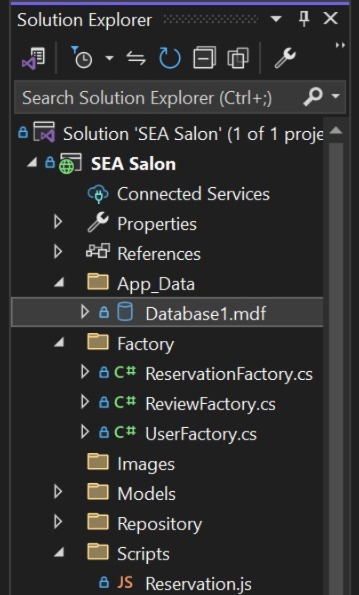 Solution Explorer
Search Solution Explorer (Ctrl+;)
Solution 'SEA Salon' (1 of 1 proje
SEA Salon
Connected Services
Properties
References
App_Data
Database1.mdf
Factory
C# ReservationFactory.cs
C# ReviewFactory.cs
C# UserFactory.cs
Images
Models
Repository
Scripts
JS Reservation.js